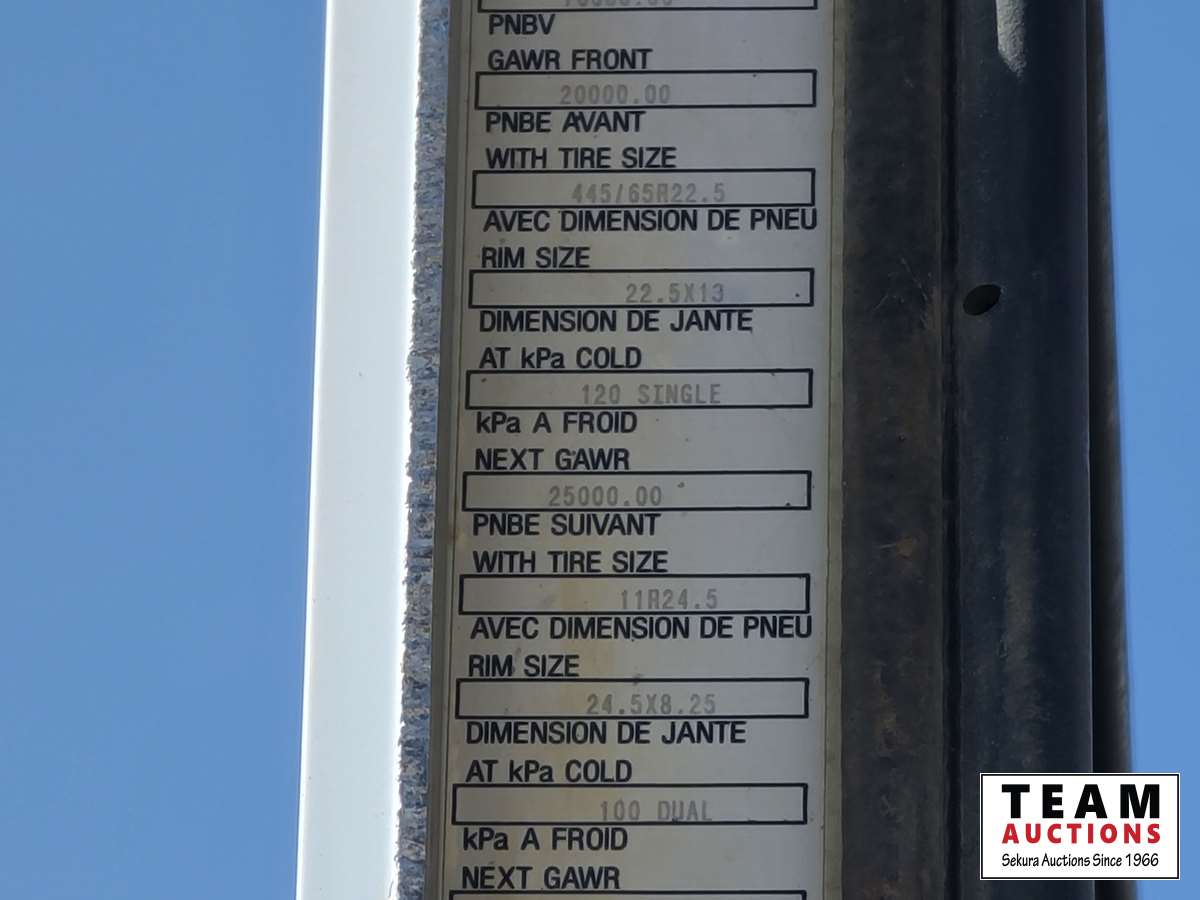 PNBV
GAWR FRONT
20000.00
PNBE AVANT
WITH TIRE SIZE
445/65R22.5
AVEC DIMENSION DE PNEU
RIM SIZE
22.5X13
DIMENSION DE JANTE
AT kPa COLD
120 SINGLE
kPa A FROID
NEXT GAWR
25000.00
PNBE SUIVANT
WITH TIRE SIZE
11R24.5
AVEC DIMENSION DE PNEU
RIM SIZE
24.5X8.25
DIMENSION DE JANTE
AT kPa COLD
100 DUAL
kPa A FROID
NEXT GAWR
TEAM
AUCTIONS
Sekura Auctions Since 1966